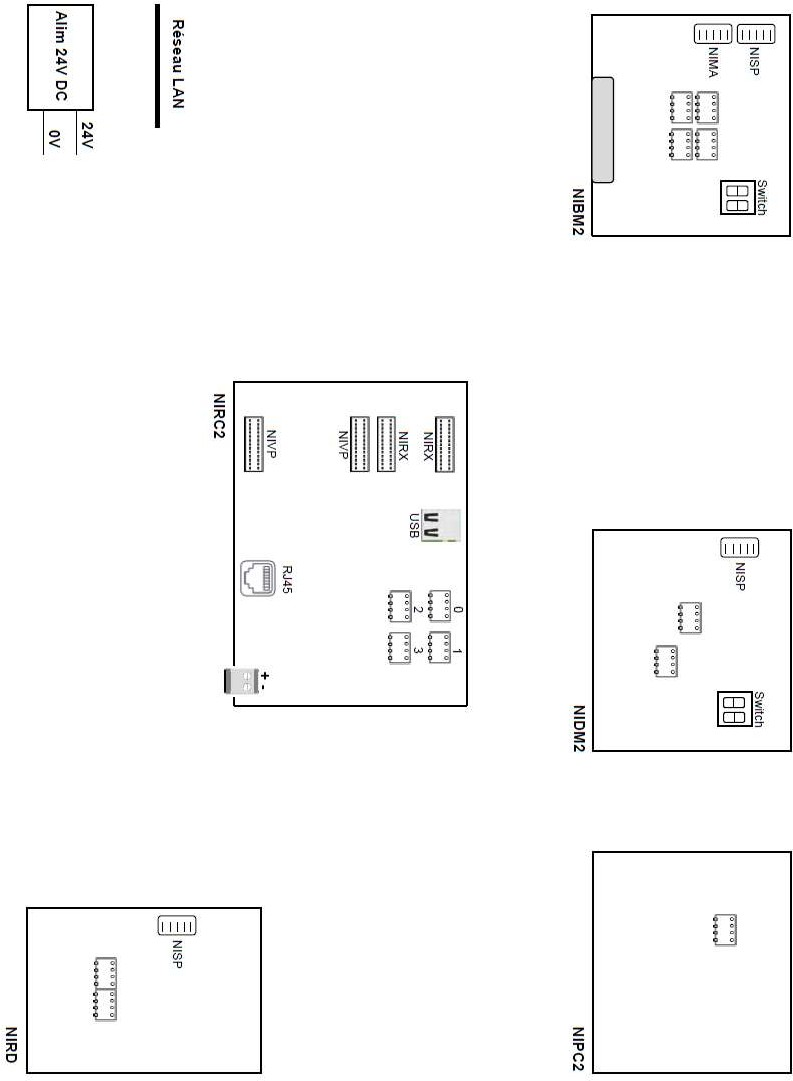 Réseau LAN
Alim 24V DC
24V
0V
NISP
NIMA
Switch
NIBM2
NIRX
NIRX
NIVP
NIVP
USB
RJ45
0
1
2
3
+
-
NIRC2
NISP
Switch
NIDM2
NIPC2
NISP
NIRD